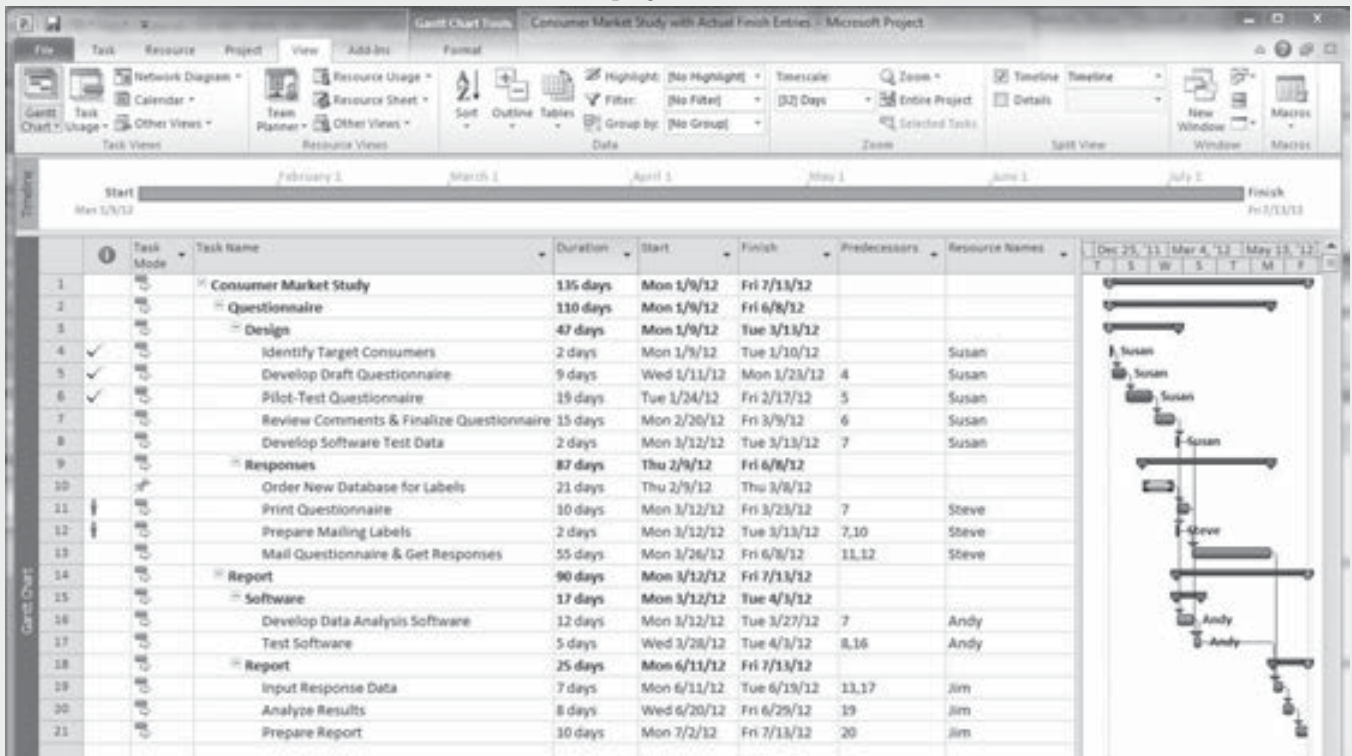 Gantt Chart Tools Consumer Market Study with Actual Finish Entries - Microsoft Project
File Task Resource Project View Add-Ins Format
Network Diagram Resource Usage Highlight: [No Highlight] Timescale: Zoom Timeline Timeline
Calendar Resource Sheet Filter: [No Filter] Days Entire Project Details
Gantt Chart Task Usage Other Views Team Planner Other Views Sort Outline Tables Group by: [No Group] Selected Tasks New Window Macros
Task Views Resource Views Data Zoom Split View Window Macros
Timeline
February 1 March 1 April 1 May 1 June 1 July 1
Start Finish
Mon 1/9/12 Fri 7/13/12
Gantt Chart
Task Mode Task Name Duration Start Finish Predecessors Resource Names Dec 25, '11 Mar 4, '12 May 13, '12
T S W S T M F
1 Consumer Market Study 135 days Mon 1/9/12 Fri 7/13/12
2 Questionnaire 110 days Mon 1/9/12 Fri 6/8/12
3 Design 47 days Mon 1/9/12 Tue 3/13/12
4 Identify Target Consumers 2 days Mon 1/9/12 Tue 1/10/12 Susan Susan
5 Develop Draft Questionnaire 9 days Wed 1/11/12 Mon 1/23/12 4 Susan Susan
6 Pilot-Test Questionnaire 19 days Tue 1/24/12 Fri 2/17/12 5 Susan Susan
7 Review Comments & Finalize Questionnaire 15 days Mon 2/20/12 Fri 3/9/12 6 Susan
8 Develop Software Test Data 2 days Mon 3/12/12 Tue 3/13/12 7 Susan Susan
9 Responses 87 days Thu 2/9/12 Fri 6/8/12
10 Order New Database for Labels 21 days Thu 2/9/12 Thu 3/8/12
11 Print Questionnaire 10 days Mon 3/12/12 Fri 3/23/12 7 Steve
12 Prepare Mailing Labels 2 days Mon 3/12/12 Tue 3/13/12 7,10 Steve Steve
13 Mail Questionnaire & Get Responses 55 days Mon 3/26/12 Fri 6/8/12 11,12 Steve
14 Report 90 days Mon 3/12/12 Fri 7/13/12
15 Software 17 days Mon 3/12/12 Tue 4/3/12
16 Develop Data Analysis Software 12 days Mon 3/12/12 Tue 3/27/12 7 Andy Andy
17 Test Software 5 days Wed 3/28/12 Tue 4/3/12 8,16 Andy Andy
18 Report 25 days Mon 6/11/12 Fri 7/13/12
19 Input Response Data 7 days Mon 6/11/12 Tue 6/19/12 13,17 Jim
20 Analyze Results 8 days Wed 6/20/12 Fri 6/29/12 19 Jim
21 Prepare Report 10 days Mon 7/2/12 Fri 7/13/12 20 Jim